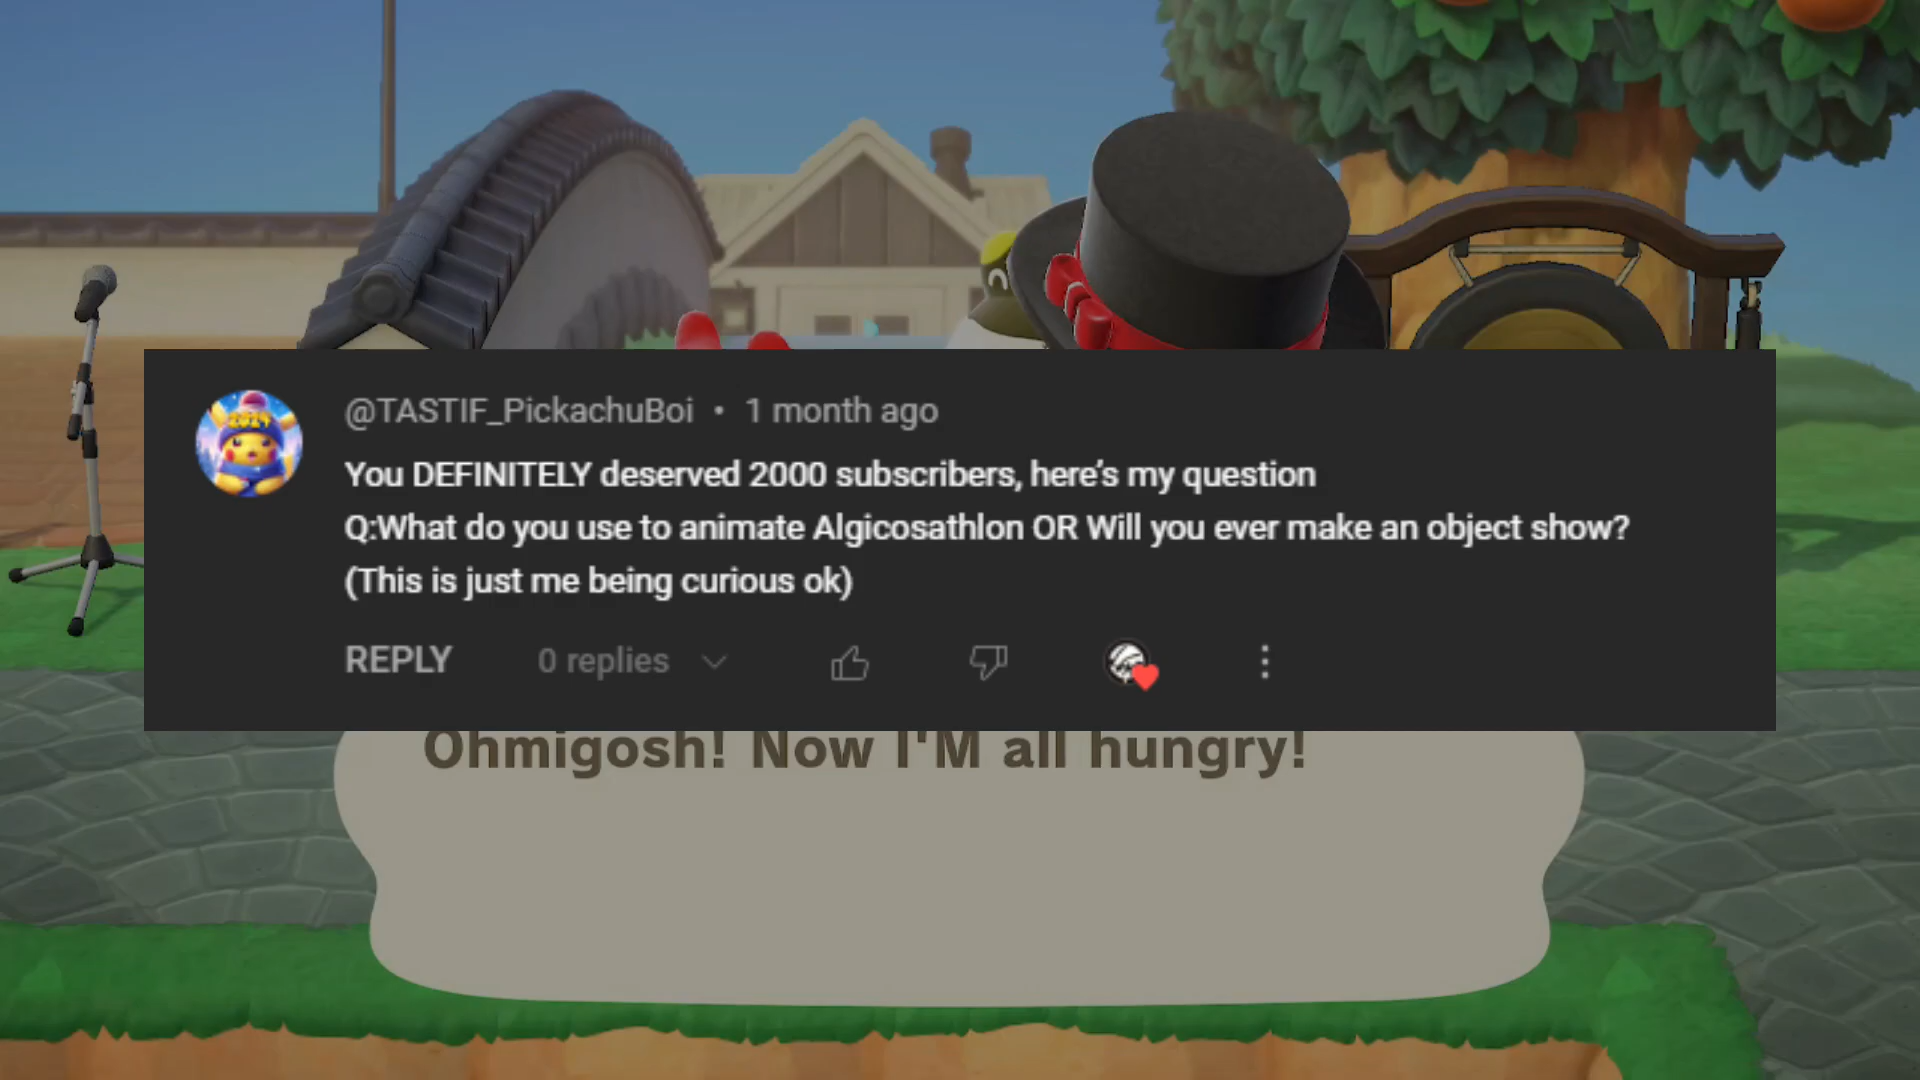 @TASTIF_PickachuBoi • 1 month ago
You DEFINITELY deserved 2000 subscribers, here's my question
Q:What do you use to animate Algicosathlon OR Will you ever make an object show?
(This is just me being curious ok)
REPLY 0 replies
Ohmigosh! Now I'M all hungry!
2024